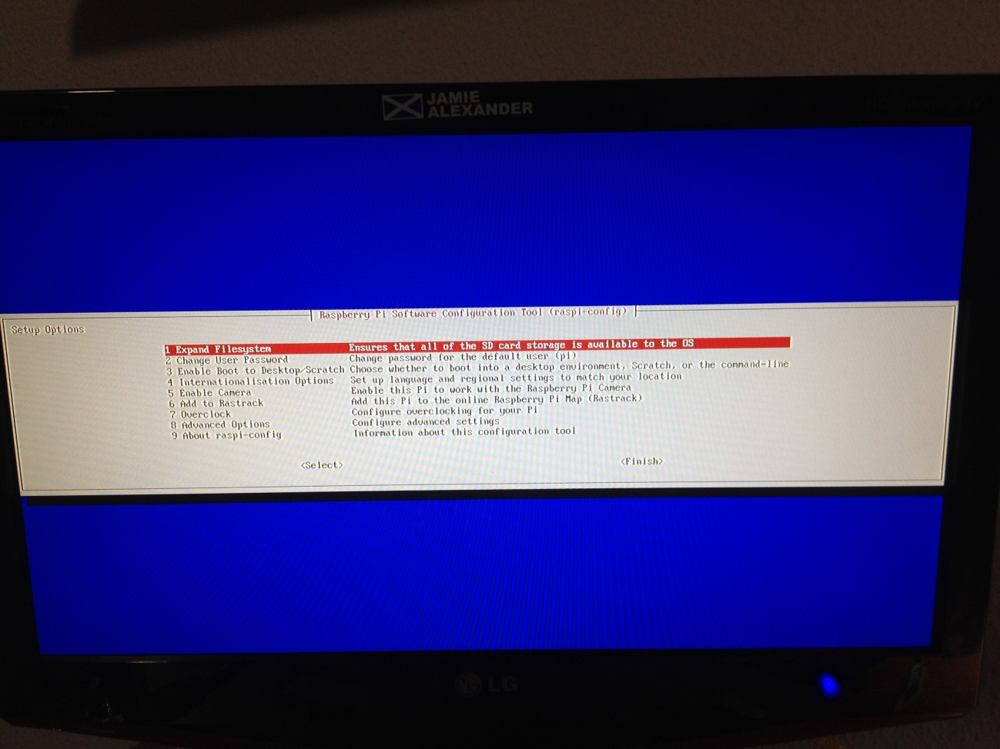 JAMIE
ALEXANDER
Raspberry Pi Software Configuration Tool (raspi-config)
Setup Options
1 Expand Filesystem Ensures that all of the SD card storage is available to the OS
2 Change User Password Change password for the default user (pi)
3 Enable Boot to Desktop/Scratch Choose whether to boot into a desktop environment, Scratch, or the command-line
4 Internationalisation Options Set up language and regional settings to match your location
5 Enable Camera Enable this Pi to work with the Raspberry Pi Camera
6 Add to Rastrack Add this Pi to the online Raspberry Pi Map (Rastrack)
7 Overclock Configure overclocking for your Pi
8 Advanced Options Configure advanced settings
9 About raspi-config Information about this configuration tool
<Select> <Finish>
LG